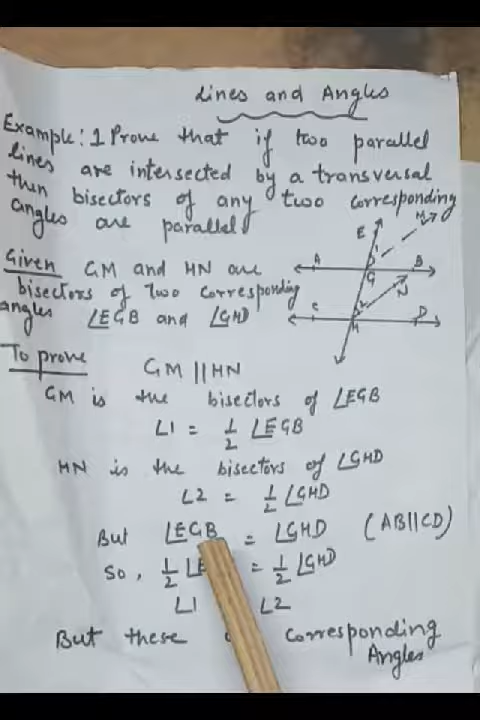 Lines and Angles
Example: 1 Prove that if two parallel
lines are intersected by a transversal
then bisectors of any two corresponding
angles are parallel
E M
1
A G B
N
2
C H D
Given GM and HN are
bisectors of two corresponding
angles ∠EGB and ∠GHD
To prove GM || HN
GM is the bisectors of ∠EGB
∠1 = 1/2 ∠EGB
HN is the bisectors of ∠GHD
∠2 = 1/2 ∠GHD
But ∠EGB = ∠GHD (AB||CD)
So, 1/2 ∠E = 1/2 ∠GHD
∠1 ∠2
But these Corresponding
Angles